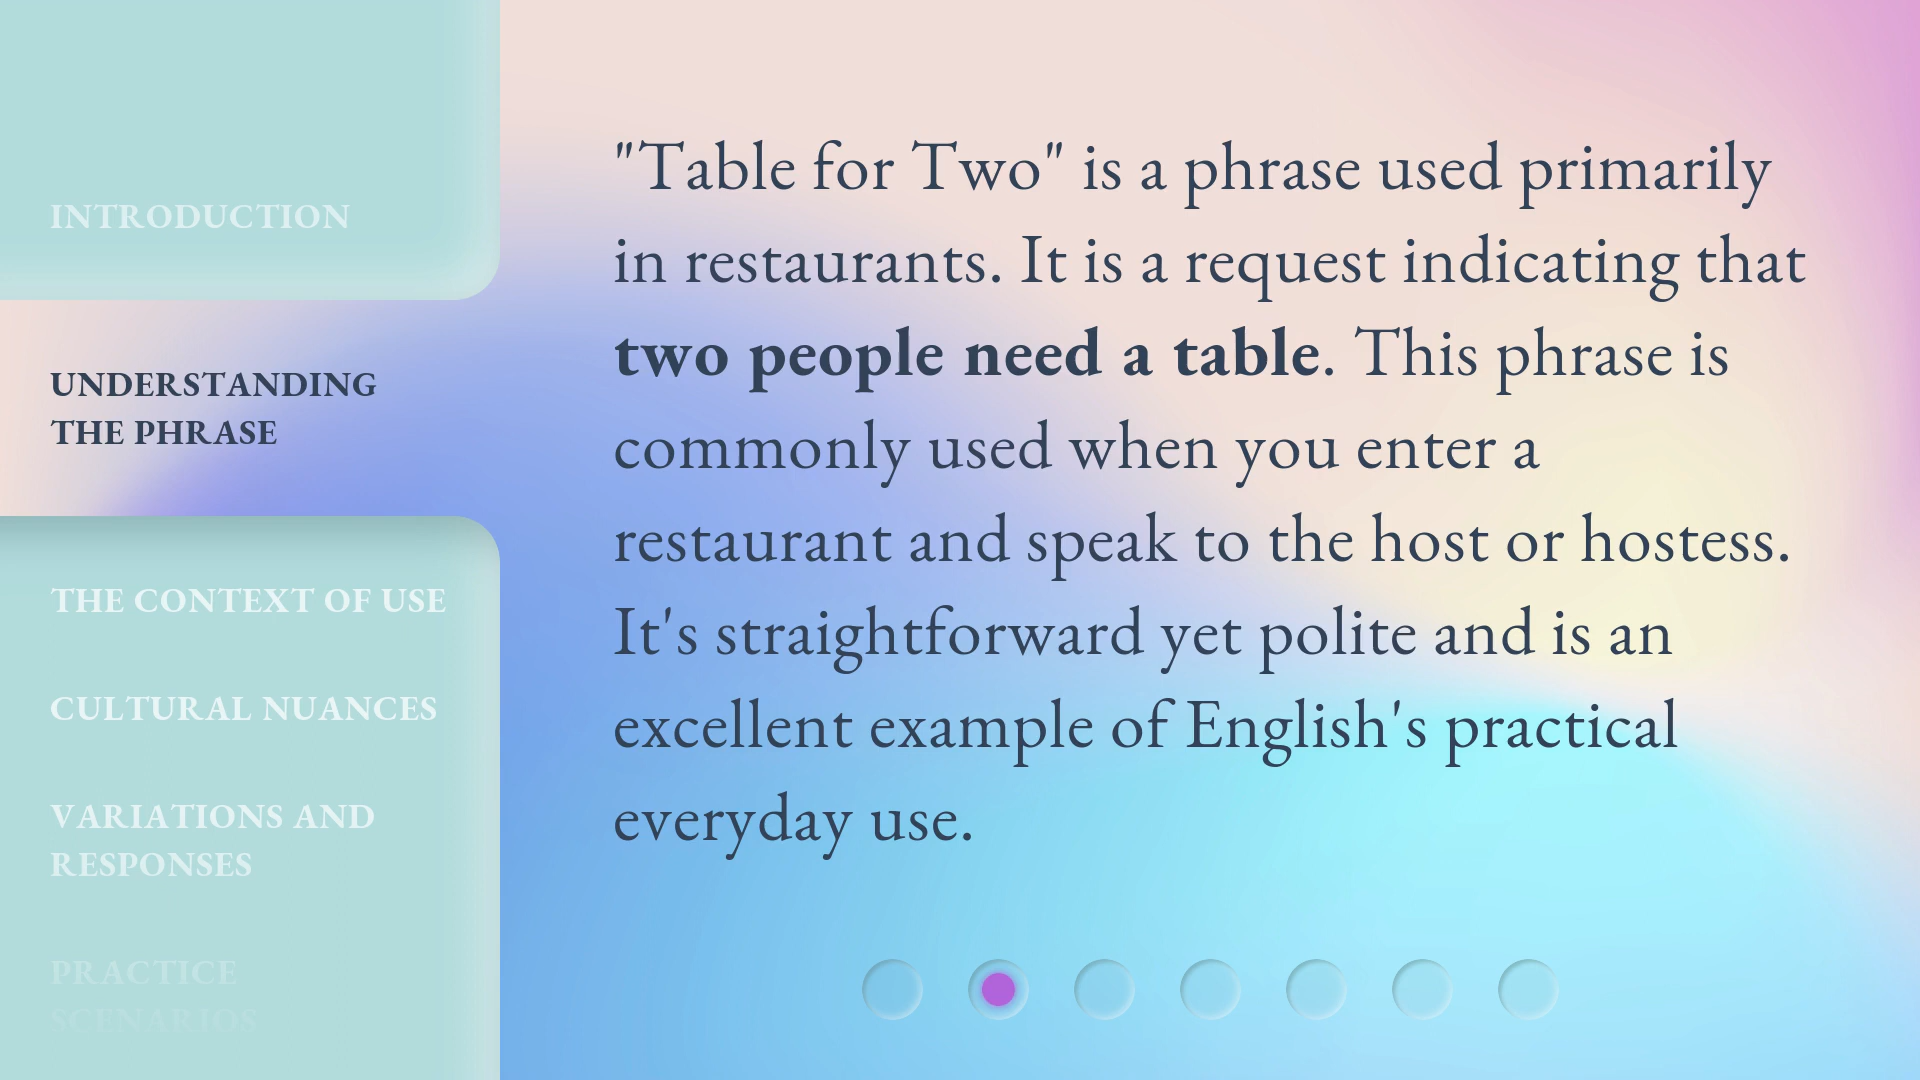 INTRODUCTION
UNDERSTANDING
THE PHRASE
THE CONTEXT OF USE
CULTURAL NUANCES
VARIATIONS AND
RESPONSES
PRACTICE
SCENARIOS
"Table for Two" is a phrase used primarily
in restaurants. It is a request indicating that
two people need a table. This phrase is
commonly used when you enter a
restaurant and speak to the host or hostess.
It's straightforward yet polite and is an
excellent example of English's practical
everyday use.